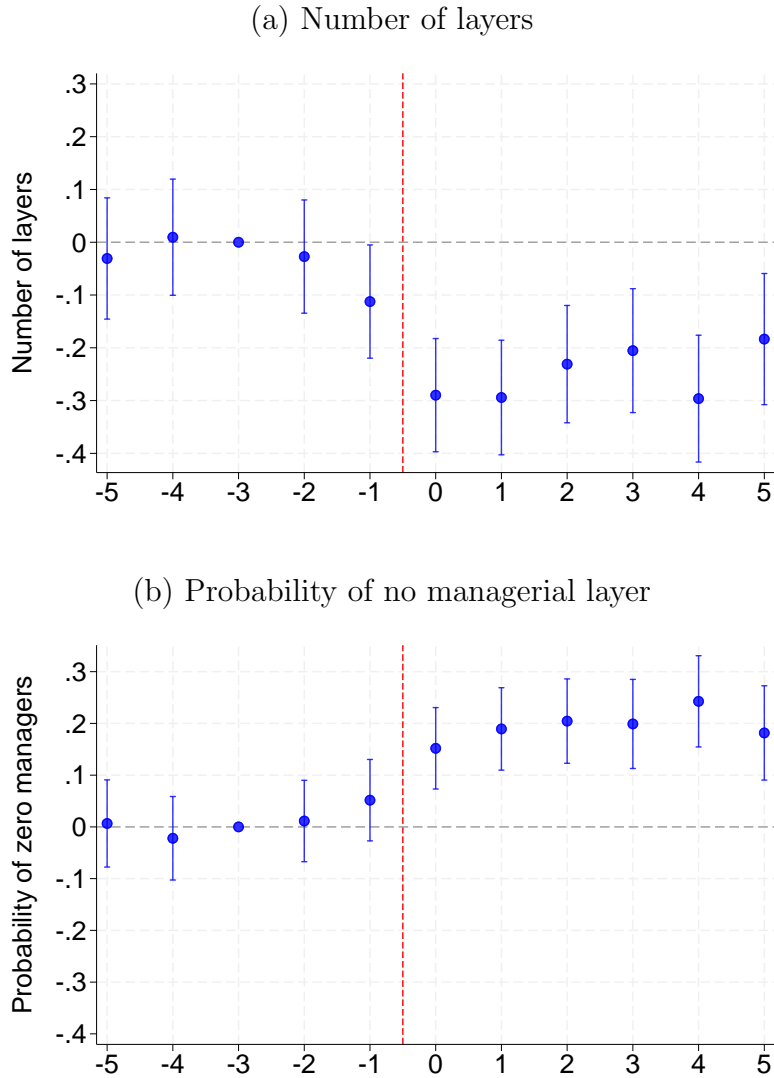 (a) Number of layers
Number of layers
.3
.2
.1
0
-.1
-.2
-.3
-.4
-5 -4 -3 -2 -1 0 1 2 3 4 5
(b) Probability of no managerial layer
Probability of zero managers
.3
.2
.1
0
-.1
-.2
-.3
-.4
-5 -4 -3 -2 -1 0 1 2 3 4 5